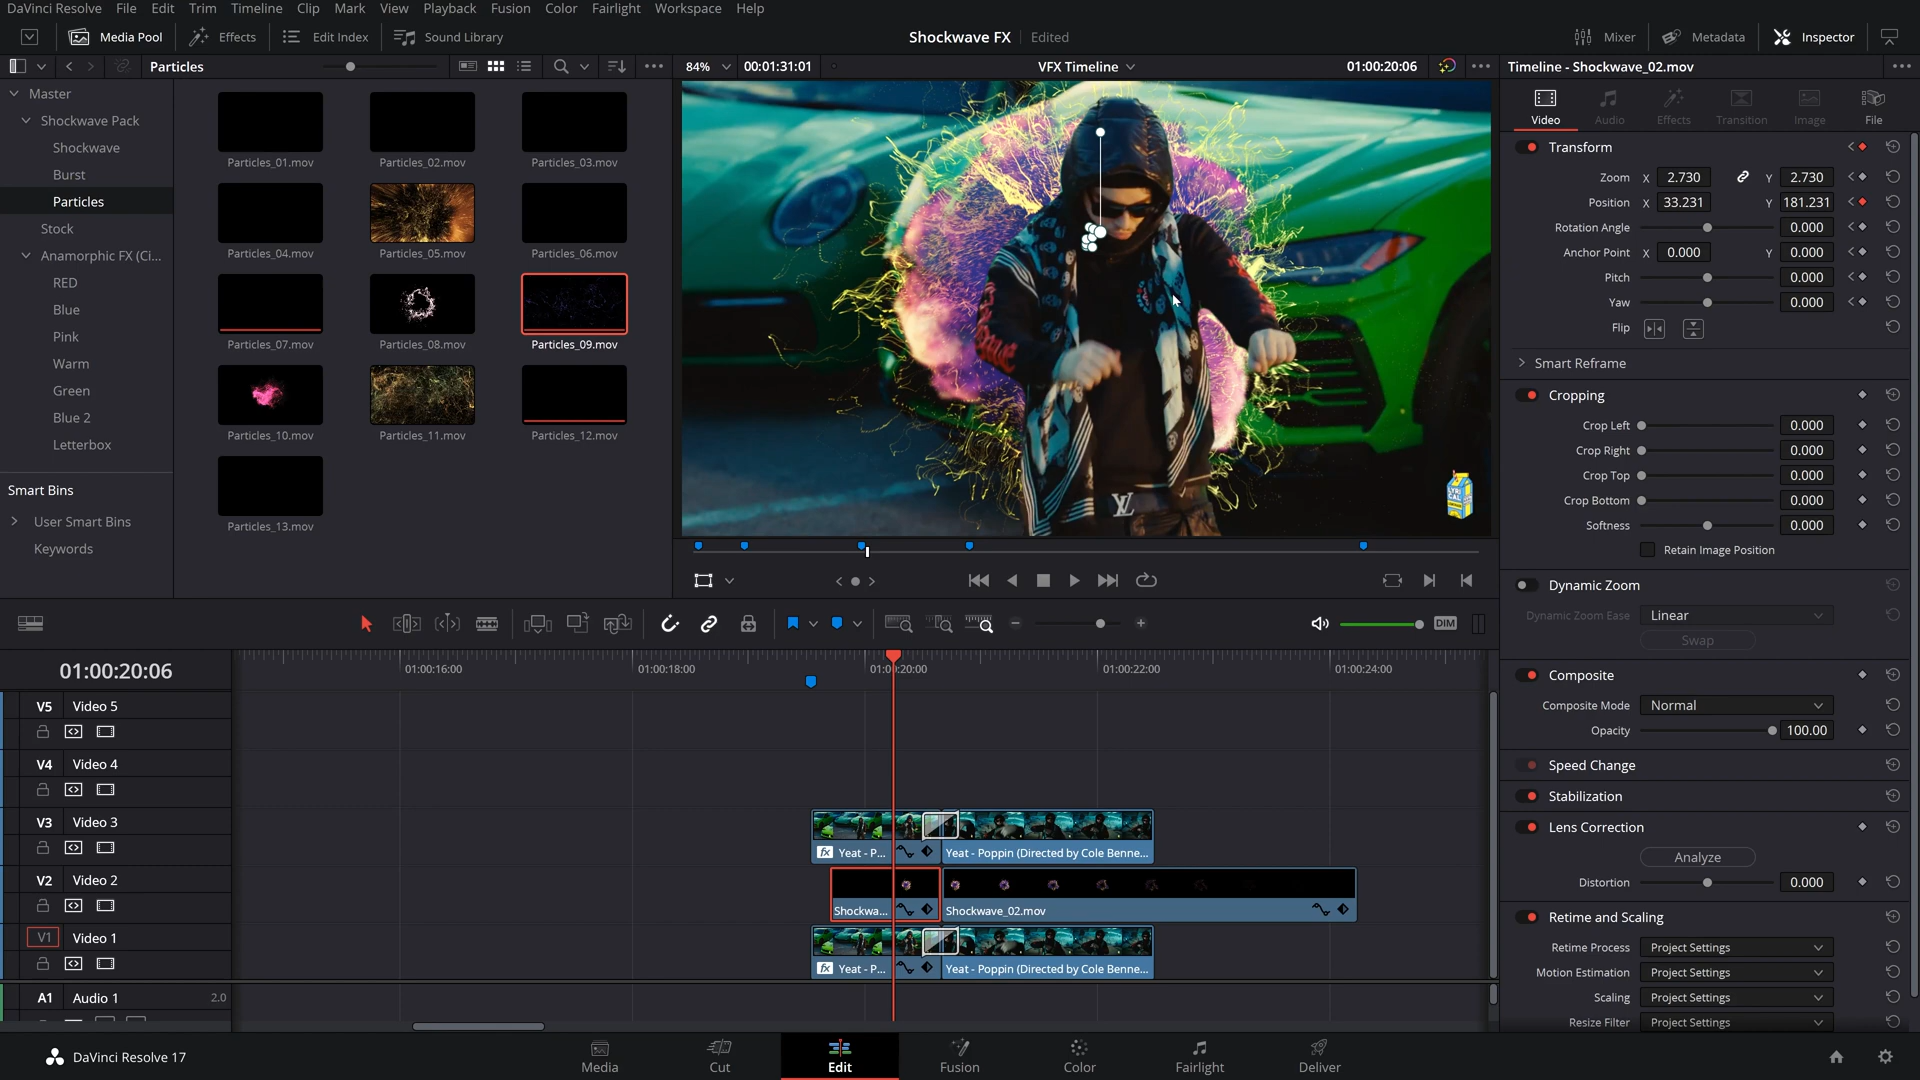 DaVinci Resolve File Edit Trim Timeline Clip Mark View Playback Fusion Color Fairlight Workspace Help
Media Pool Effects Edit Index Sound Library
Shockwave FX Edited
Mixer Metadata Inspector
Particles
84% 00:01:31:01 VFX Timeline 01:00:20:06
Timeline - Shockwave_02.mov
Master
Shockwave Pack
Shockwave
Burst
Particles
Stock
Anamorphic FX (Ci...
RED
Blue
Pink
Warm
Green
Blue 2
Letterbox
Smart Bins
User Smart Bins
Keywords
Particles_01.mov Particles_02.mov Particles_03.mov
Particles_04.mov Particles_05.mov Particles_06.mov
Particles_07.mov Particles_08.mov Particles_09.mov
Particles_10.mov Particles_11.mov Particles_12.mov
Particles_13.mov
LV
LYRICAL
Video Audio Effects Transition Image File
Transform
Zoom X 2.730 Y 2.730
Position X 33.231 Y 181.231
Rotation Angle 0.000
Anchor Point X 0.000 Y 0.000
Pitch 0.000
Yaw 0.000
Flip
Smart Reframe
Cropping
Crop Left 0.000
Crop Right 0.000
Crop Top 0.000
Crop Bottom 0.000
Softness 0.000
Retain Image Position
Dynamic Zoom
Dynamic Zoom Ease Linear
Swap
Composite
Composite Mode Normal
Opacity 100.00
Speed Change
Stabilization
Lens Correction
Analyze
Distortion 0.000
Retime and Scaling
Retime Process Project Settings
Motion Estimation Project Settings
Scaling Project Settings
Resize Filter Project Settings
DIM
01:00:20:06
01:00:16:00 01:00:18:00 01:00:20:00 01:00:22:00 01:00:24:00
V5 Video 5
V4 Video 4
V3 Video 3
fx Yeat - P... Yeat - Poppin (Directed by Cole Benne...
V2 Video 2
Shockwa... Shockwave_02.mov
V1 Video 1
fx Yeat - P... Yeat - Poppin (Directed by Cole Benne...
A1 Audio 1 2.0
DaVinci Resolve 17
Media Cut Edit Fusion Color Fairlight Deliver